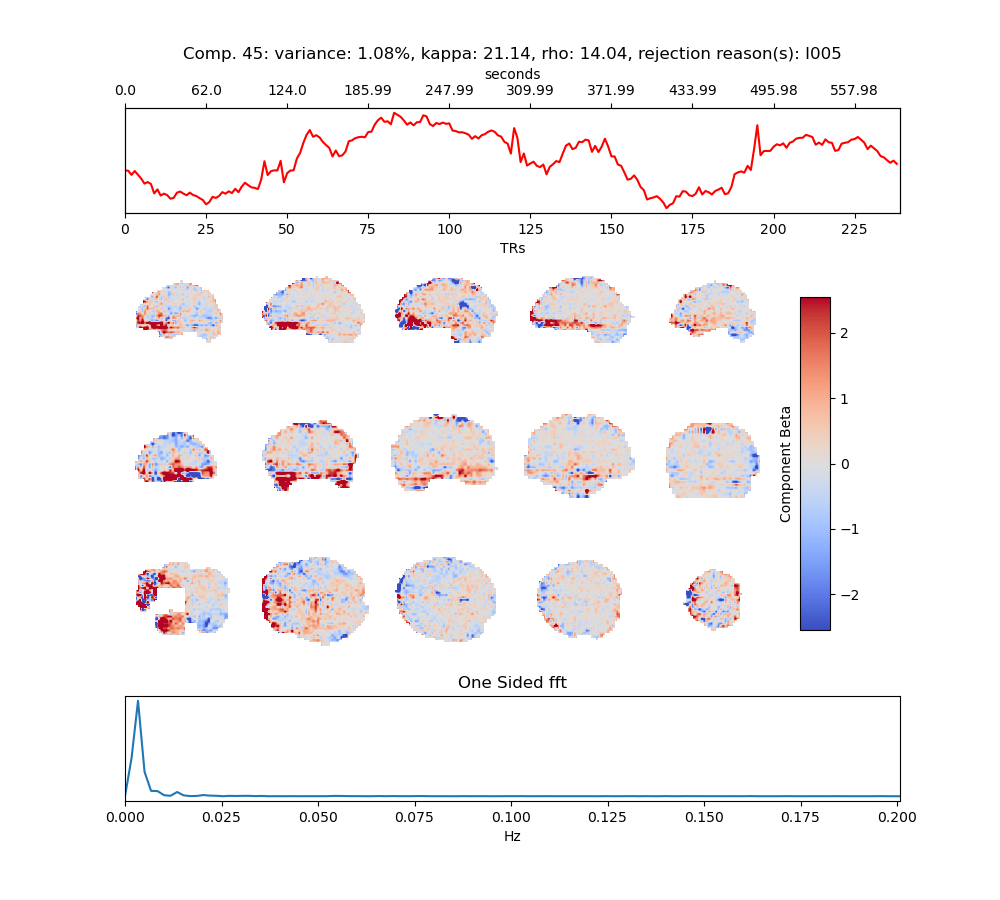 Comp. 45: variance: 1.08%, kappa: 21.14, rho: 14.04, rejection reason(s): I005
seconds
0.0 62.0 124.0 185.99 247.99 309.99 371.99 433.99 495.98 557.98
0 25 50 75 100 125 150 175 200 225
TRs
2
1
0
−1
−2
Component Beta
One Sided fft
0.000 0.025 0.050 0.075 0.100 0.125 0.150 0.175 0.200
Hz